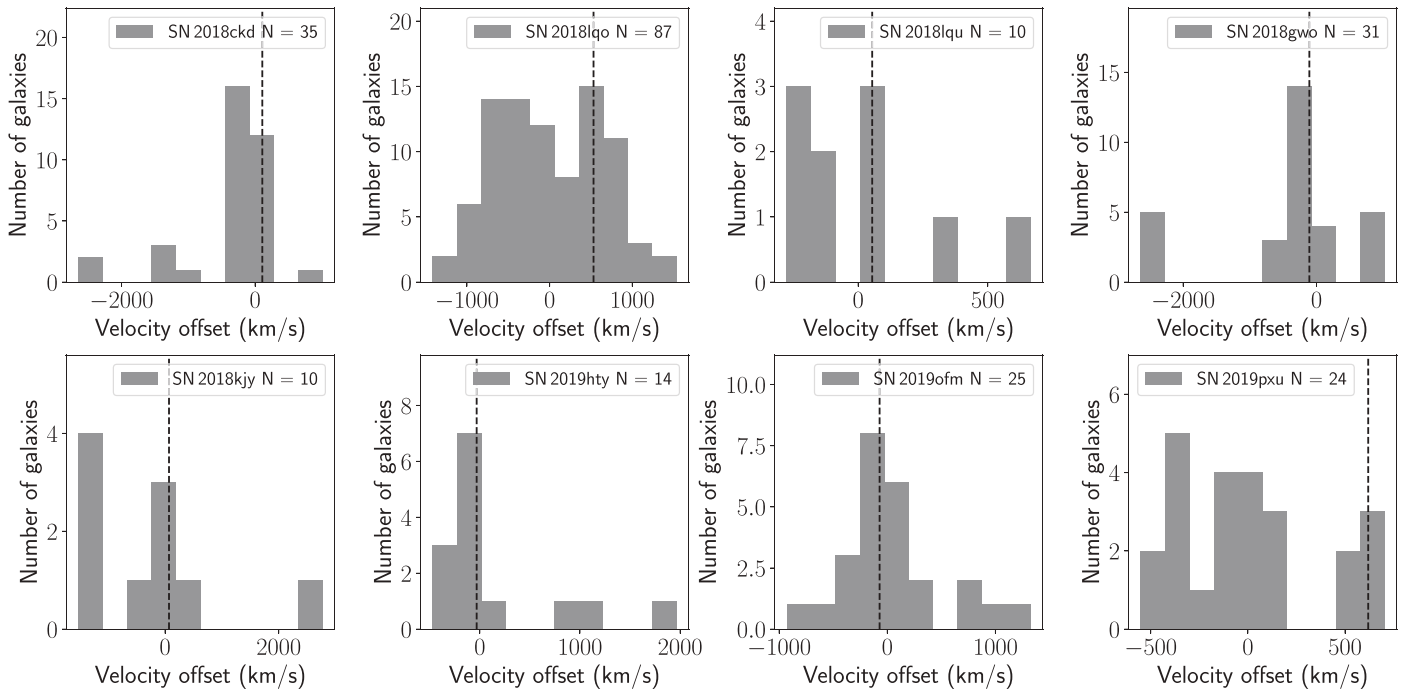 SN 2018ckd N = 35
Number of galaxies
20
15
10
5
0
−2000
0
Velocity offset (km/s)
SN 2018lqo N = 87
Number of galaxies
20
15
10
5
0
−1000
0
1000
Velocity offset (km/s)
SN 2018lqu N = 10
Number of galaxies
4
3
2
1
0
0
500
Velocity offset (km/s)
SN 2018gwo N = 31
Number of galaxies
15
10
5
0
−2000
0
Velocity offset (km/s)
SN 2018kjy N = 10
Number of galaxies
4
2
0
0
2000
Velocity offset (km/s)
SN 2019hty N = 14
Number of galaxies
8
6
4
2
0
0
1000
2000
Velocity offset (km/s)
SN 2019ofm N = 25
Number of galaxies
10.0
7.5
5.0
2.5
0.0
−1000
0
1000
Velocity offset (km/s)
SN 2019pxu N = 24
Number of galaxies
6
4
2
0
−500
0
500
Velocity offset (km/s)